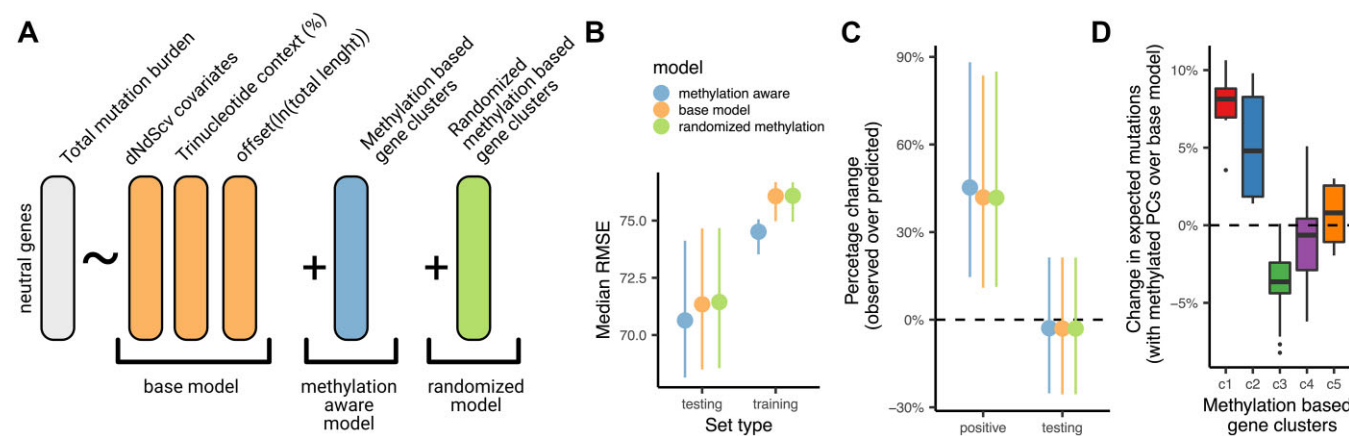 A
Total mutation burden
dNdScv covariates
Trinucleotide context (%)
offset(ln(total lenght))
Methylation based
gene clusters
Randomized
methylation based
gene clusters
neutral genes
~
+
+
base model
methylation
aware
model
randomized
model
B
model
methylation aware
base model
randomized methylation
Median RMSE
75.0
72.5
70.0
testing
training
Set type
C
Percentage change
(observed over predicted)
90%
60%
30%
0%
−30%
positive
testing
D
Change in expected mutations
(with methylated PCs over base model)
10%
5%
0%
−5%
c1
c2
c3
c4
c5
Methylation based
gene clusters